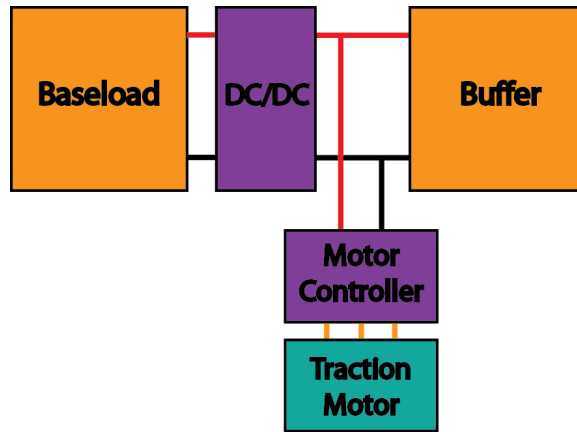 Baseload
DC/DC
Buffer
Motor
Controller
Traction
Motor